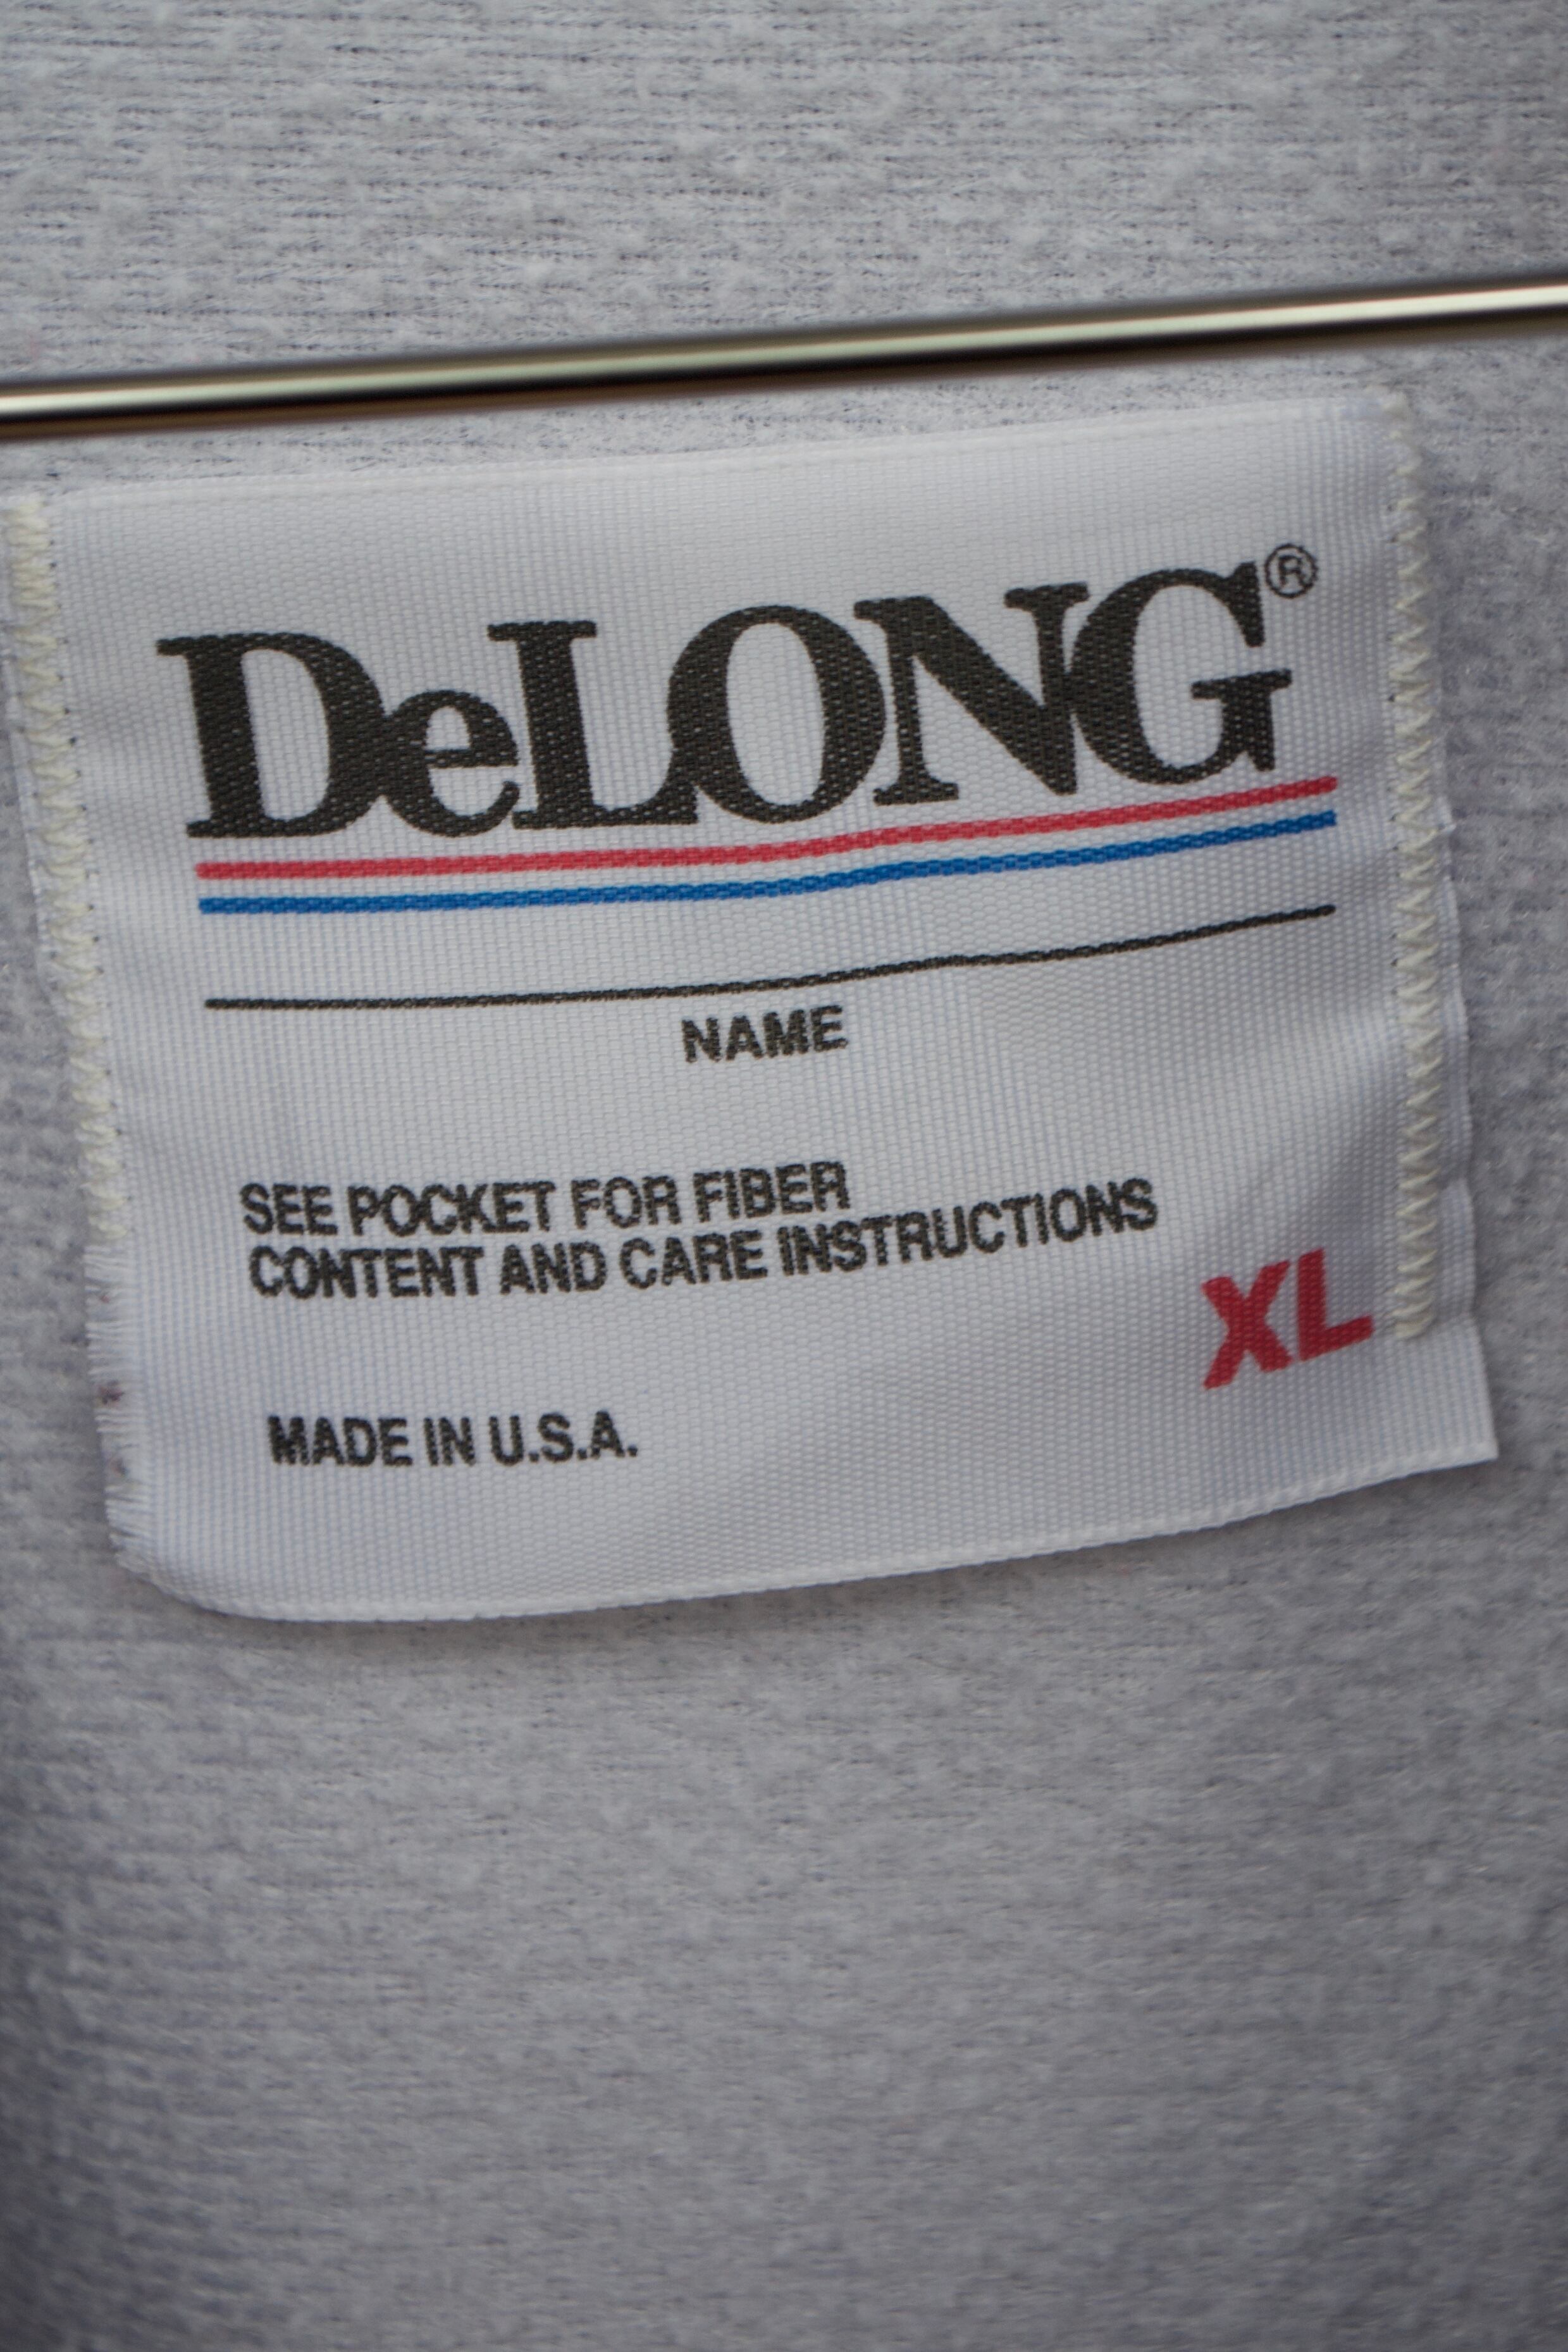 DeLONG®
NAME
SEE POCKET FOR FIBER
CONTENT AND CARE INSTRUCTIONS
XL
MADE IN U.S.A.